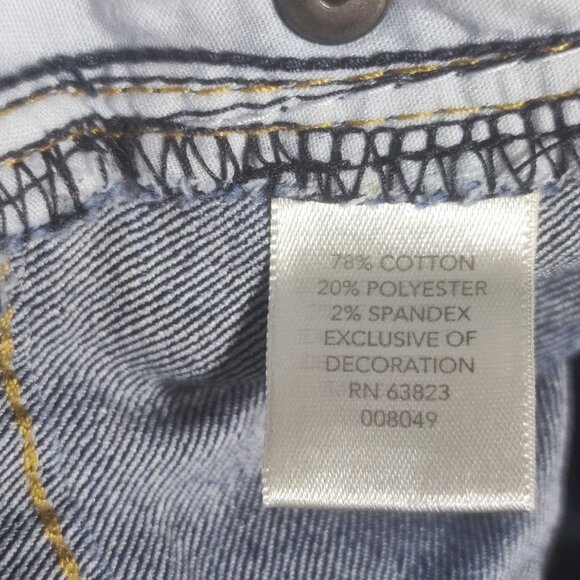 78% COTTON
20% POLYESTER
2% SPANDEX
EXCLUSIVE OF
DECORATION
RN 63823
008049